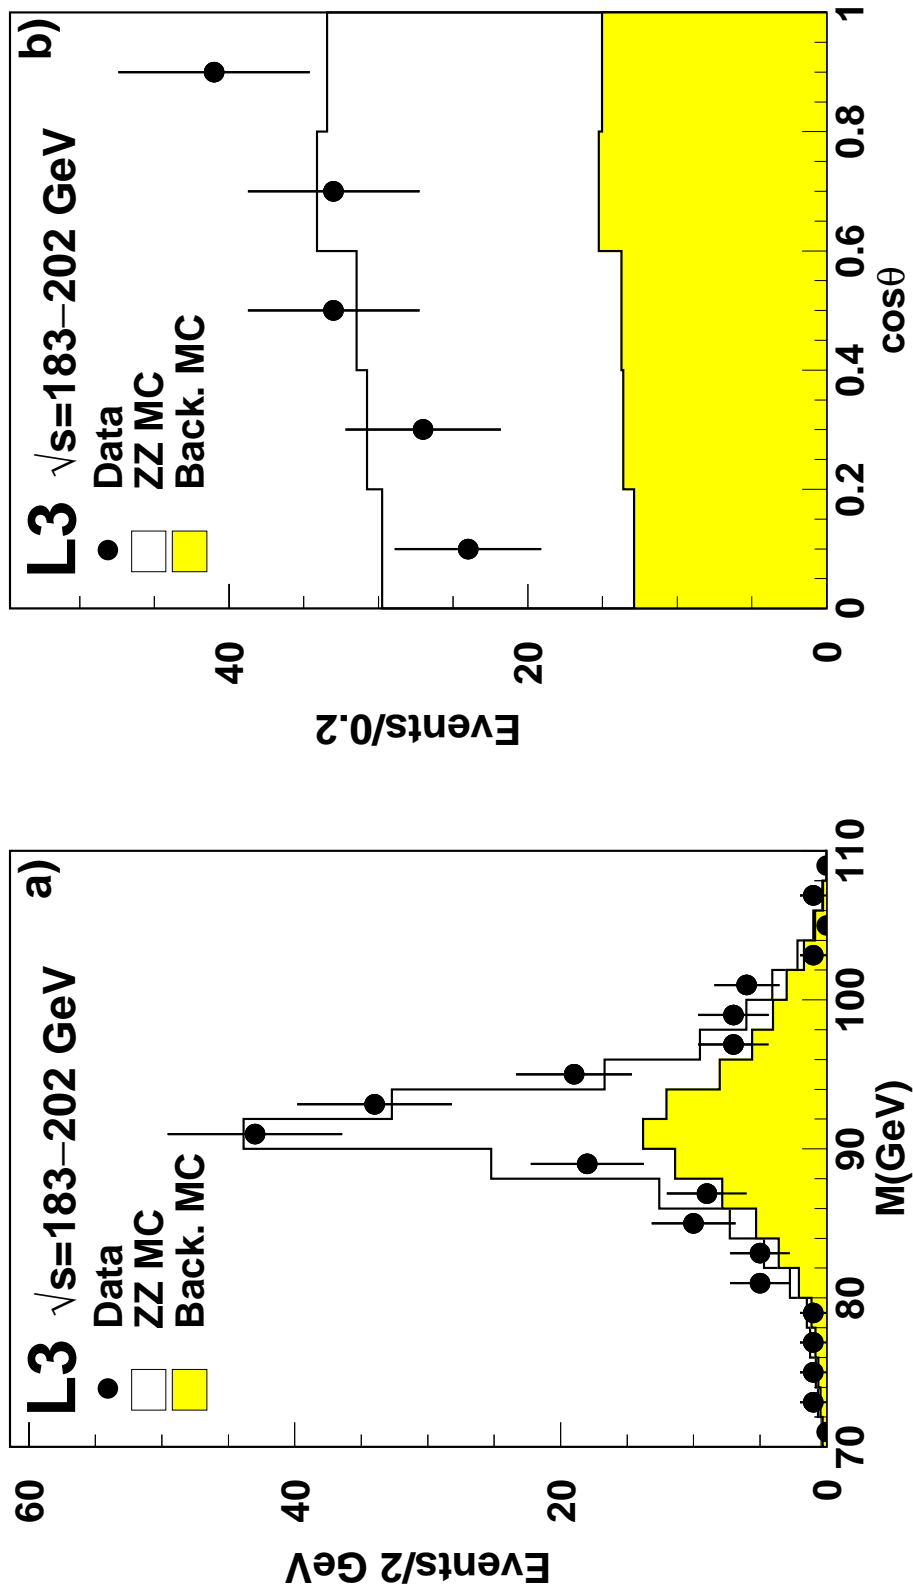 L3 √s=183–202 GeV
a)
Data
ZZ MC
Back. MC
Events/2 GeV
60
40
20
0
70 80 90 100 110
M(GeV)
L3 √s=183–202 GeV
b)
Data
ZZ MC
Back. MC
Events/0.2
40
20
0
0 0.2 0.4 0.6 0.8 1
cosθ